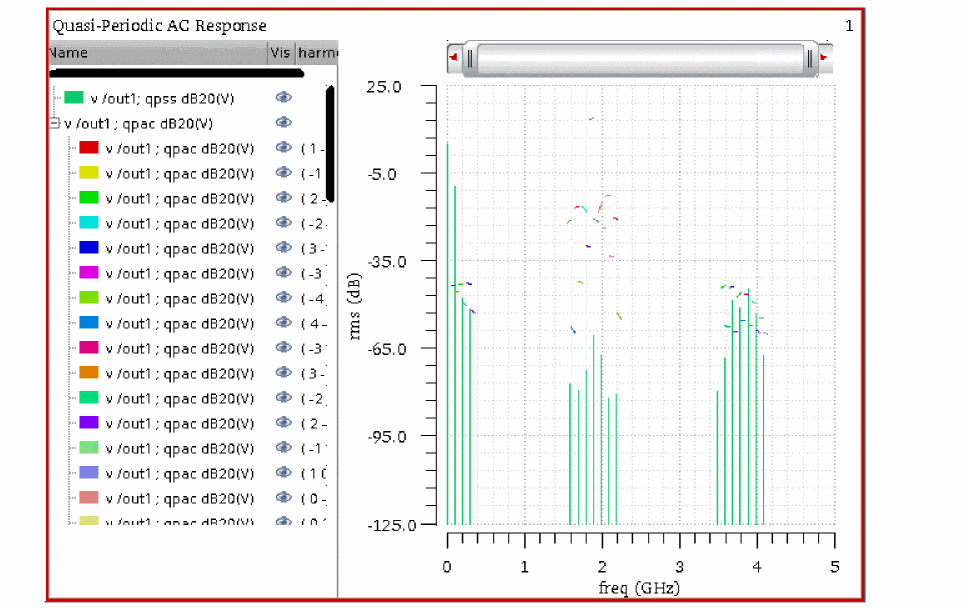 Quasi-Periodic AC Response
1
Name Vis harm
v /out1; qpss dB20(V)
v /out1 ; qpac dB20(V)
v /out1 ; qpac dB20(V) ( 1 -
v /out1 ; qpac dB20(V) ( -1
v /out1 ; qpac dB20(V) ( 2 -
v /out1 ; qpac dB20(V) ( -2
v /out1 ; qpac dB20(V) ( 3 -
v /out1 ; qpac dB20(V) ( -3
v /out1 ; qpac dB20(V) ( -4
v /out1 ; qpac dB20(V) ( 4 -
v /out1 ; qpac dB20(V) ( -3
v /out1 ; qpac dB20(V) ( 3 -
v /out1 ; qpac dB20(V) ( -2
v /out1 ; qpac dB20(V) ( 2 -
v /out1 ; qpac dB20(V) ( -1
v /out1 ; qpac dB20(V) ( 1
v /out1 ; qpac dB20(V) ( 0 -
v /out1 ; qpac dB20(V)
25.0
-5.0
-35.0
-65.0
-95.0
-125.0
rms (dB)
0 1 2 3 4 5
freq (GHz)